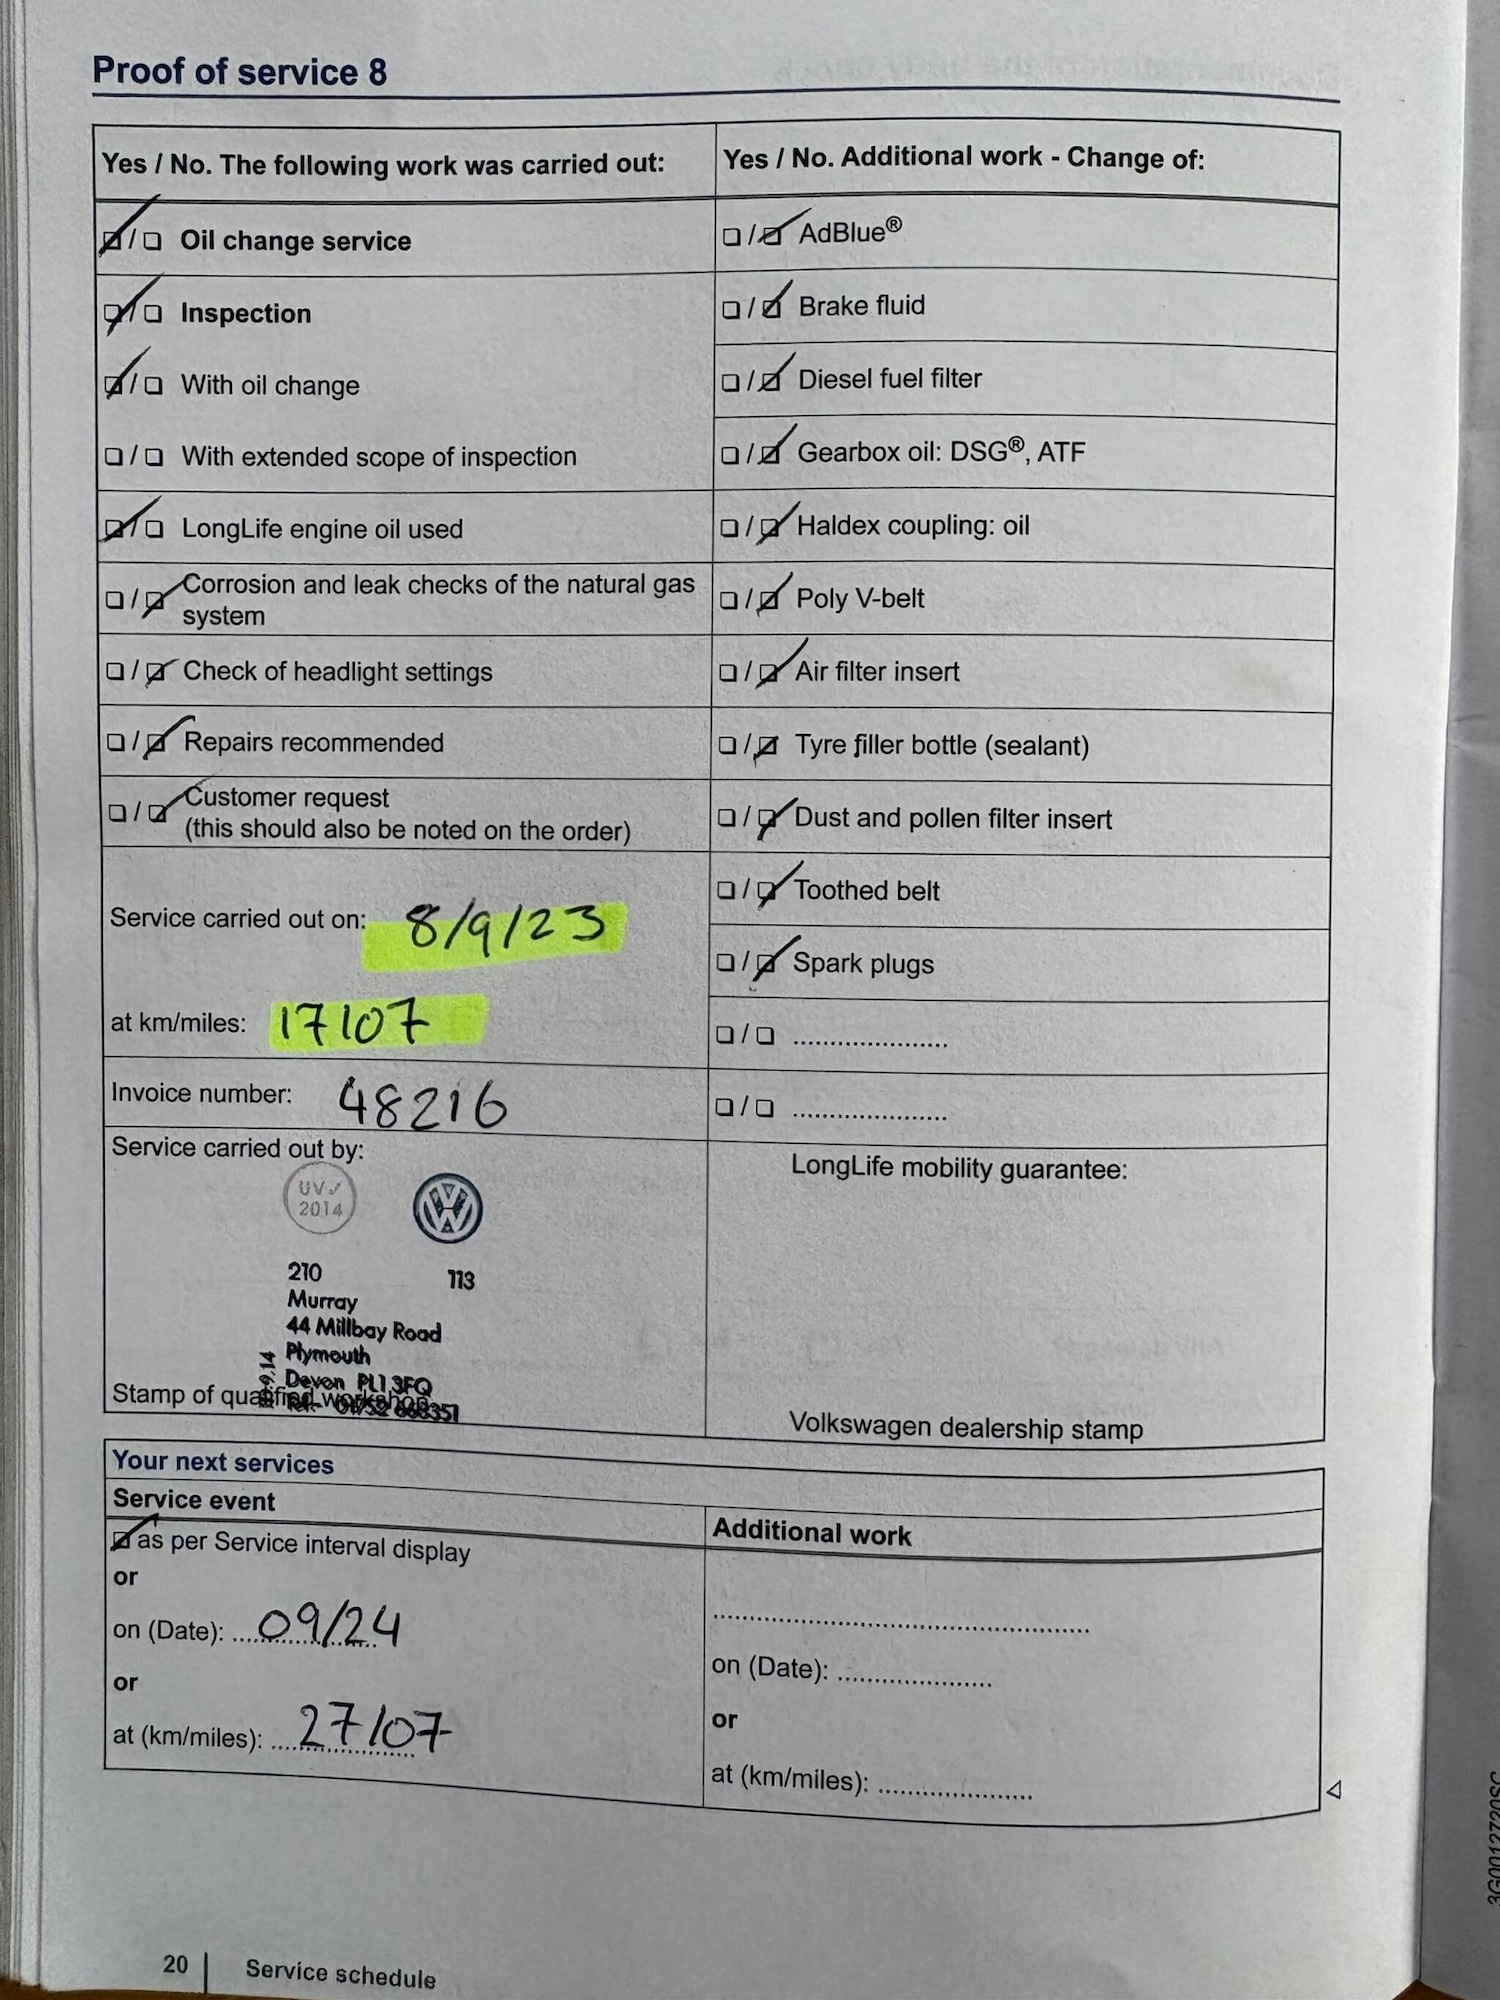 Proof of service 8
Yes / No. The following work was carried out:
☑/☐ Oil change service
☑/☐ Inspection
☑/☐ With oil change
☐/☐ With extended scope of inspection
☑/☐ LongLife engine oil used
☐/☑ Corrosion and leak checks of the natural gas
system
☐/☑ Check of headlight settings
☐/☑ Repairs recommended
☐/☑ Customer request
(this should also be noted on the order)
Service carried out on: 8/9/23
at km/miles: 17107
Invoice number: 48216
Service carried out by:
UV✓
2014
VW
210 113
Murray
44 Millbay Road
Plymouth
Devon PL1 3FQ
Tel: 01752 668351
Stamp of qualified workshop
Yes / No. Additional work - Change of:
☐/☑ AdBlue®
☐/☑ Brake fluid
☐/☑ Diesel fuel filter
☐/☑ Gearbox oil: DSG®, ATF
☐/☑ Haldex coupling: oil
☐/☑ Poly V-belt
☐/☑ Air filter insert
☐/☑ Tyre filler bottle (sealant)
☐/☑ Dust and pollen filter insert
☐/☑ Toothed belt
☐/☑ Spark plugs
☐/☐ ......................
☐/☐ ......................
LongLife mobility guarantee:
Volkswagen dealership stamp
Your next services
Service event
☑ as per Service interval display
or
on (Date): 09/24
or
at (km/miles): 27107
Additional work
......................................................
on (Date): ......................
or
at (km/miles): ......................
20 | Service schedule
3G0012720SC